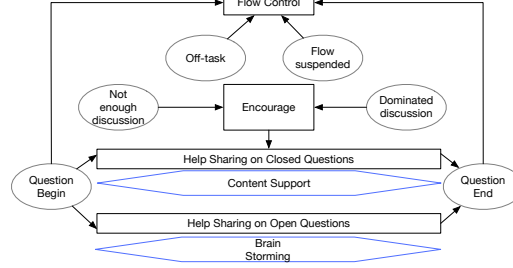 Flow Control
Off-task
Flow
suspended
Not
enough
discussion
Encourage
Dominated
discussion
Help Sharing on Closed Questions
Content Support
Question
Begin
Question
End
Help Sharing on Open Questions
Brain
Storming